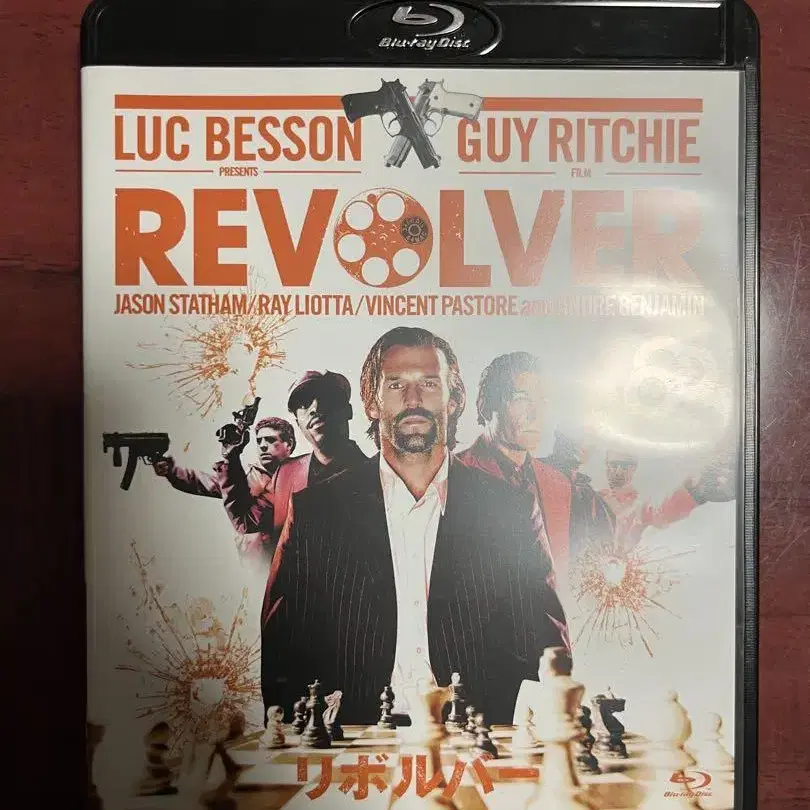 Blu-ray Disc
LUC BESSON GUY RITCHIE
PRESENTS FILM
REVOLVER
JASON STATHAM/RAY LIOTTA/VINCENT PASTORE and ANDRE BENJAMIN
リボルバー
Blu-ray Disc